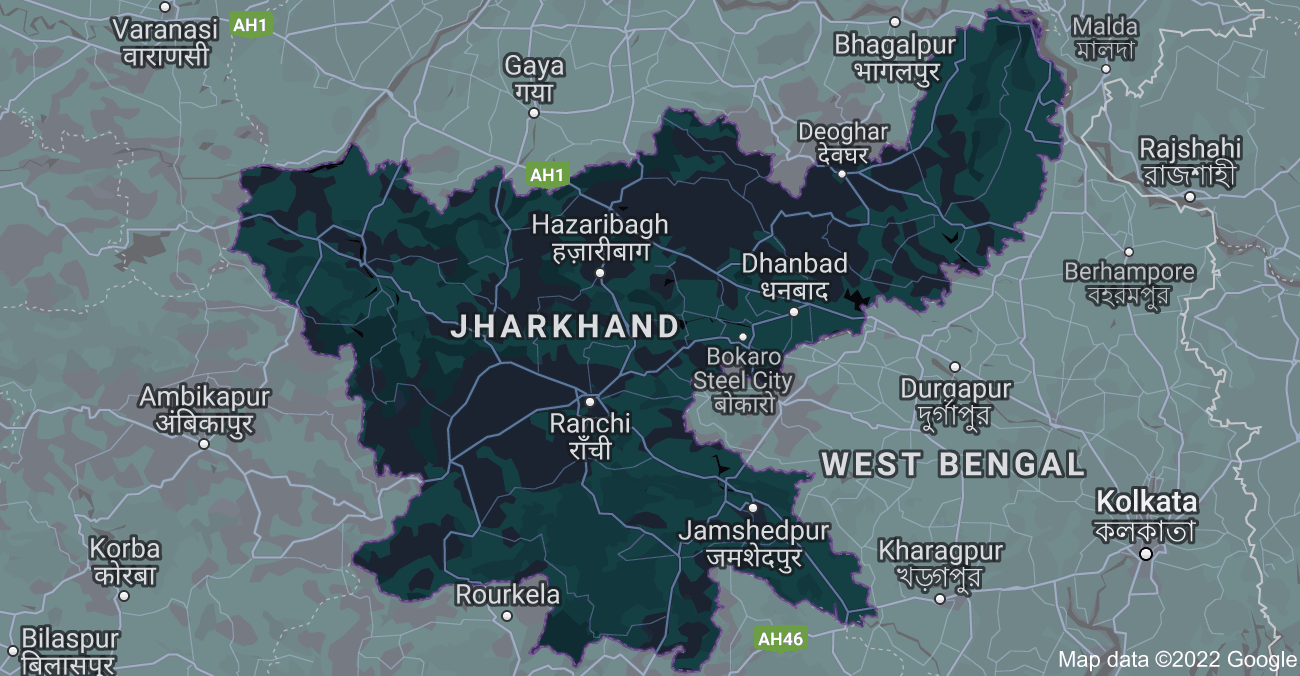 Varanasi
वाराणसी
AH1
Gaya
गया
Bhagalpur
भागलपुर
Malda
মালদা
Deoghar
देवघर
Rajshahi
রাজশাহী
AH1
Hazaribagh
हज़ारीबाग
Dhanbad
धनबाद
Berhampore
বহরমপুর
JHARKHAND
Bokaro
Steel City
बोकारो
Ambikapur
अंबिकापुर
Ranchi
राँची
Durgapur
দুর্গাপুর
WEST BENGAL
Kolkata
কলকাতা
Jamshedpur
जमशेदपुर
Korba
कोरबा
Kharagpur
খড়্গপুর
Rourkela
Bilaspur
बिलासपुर
AH46
Map data ©2022 Google